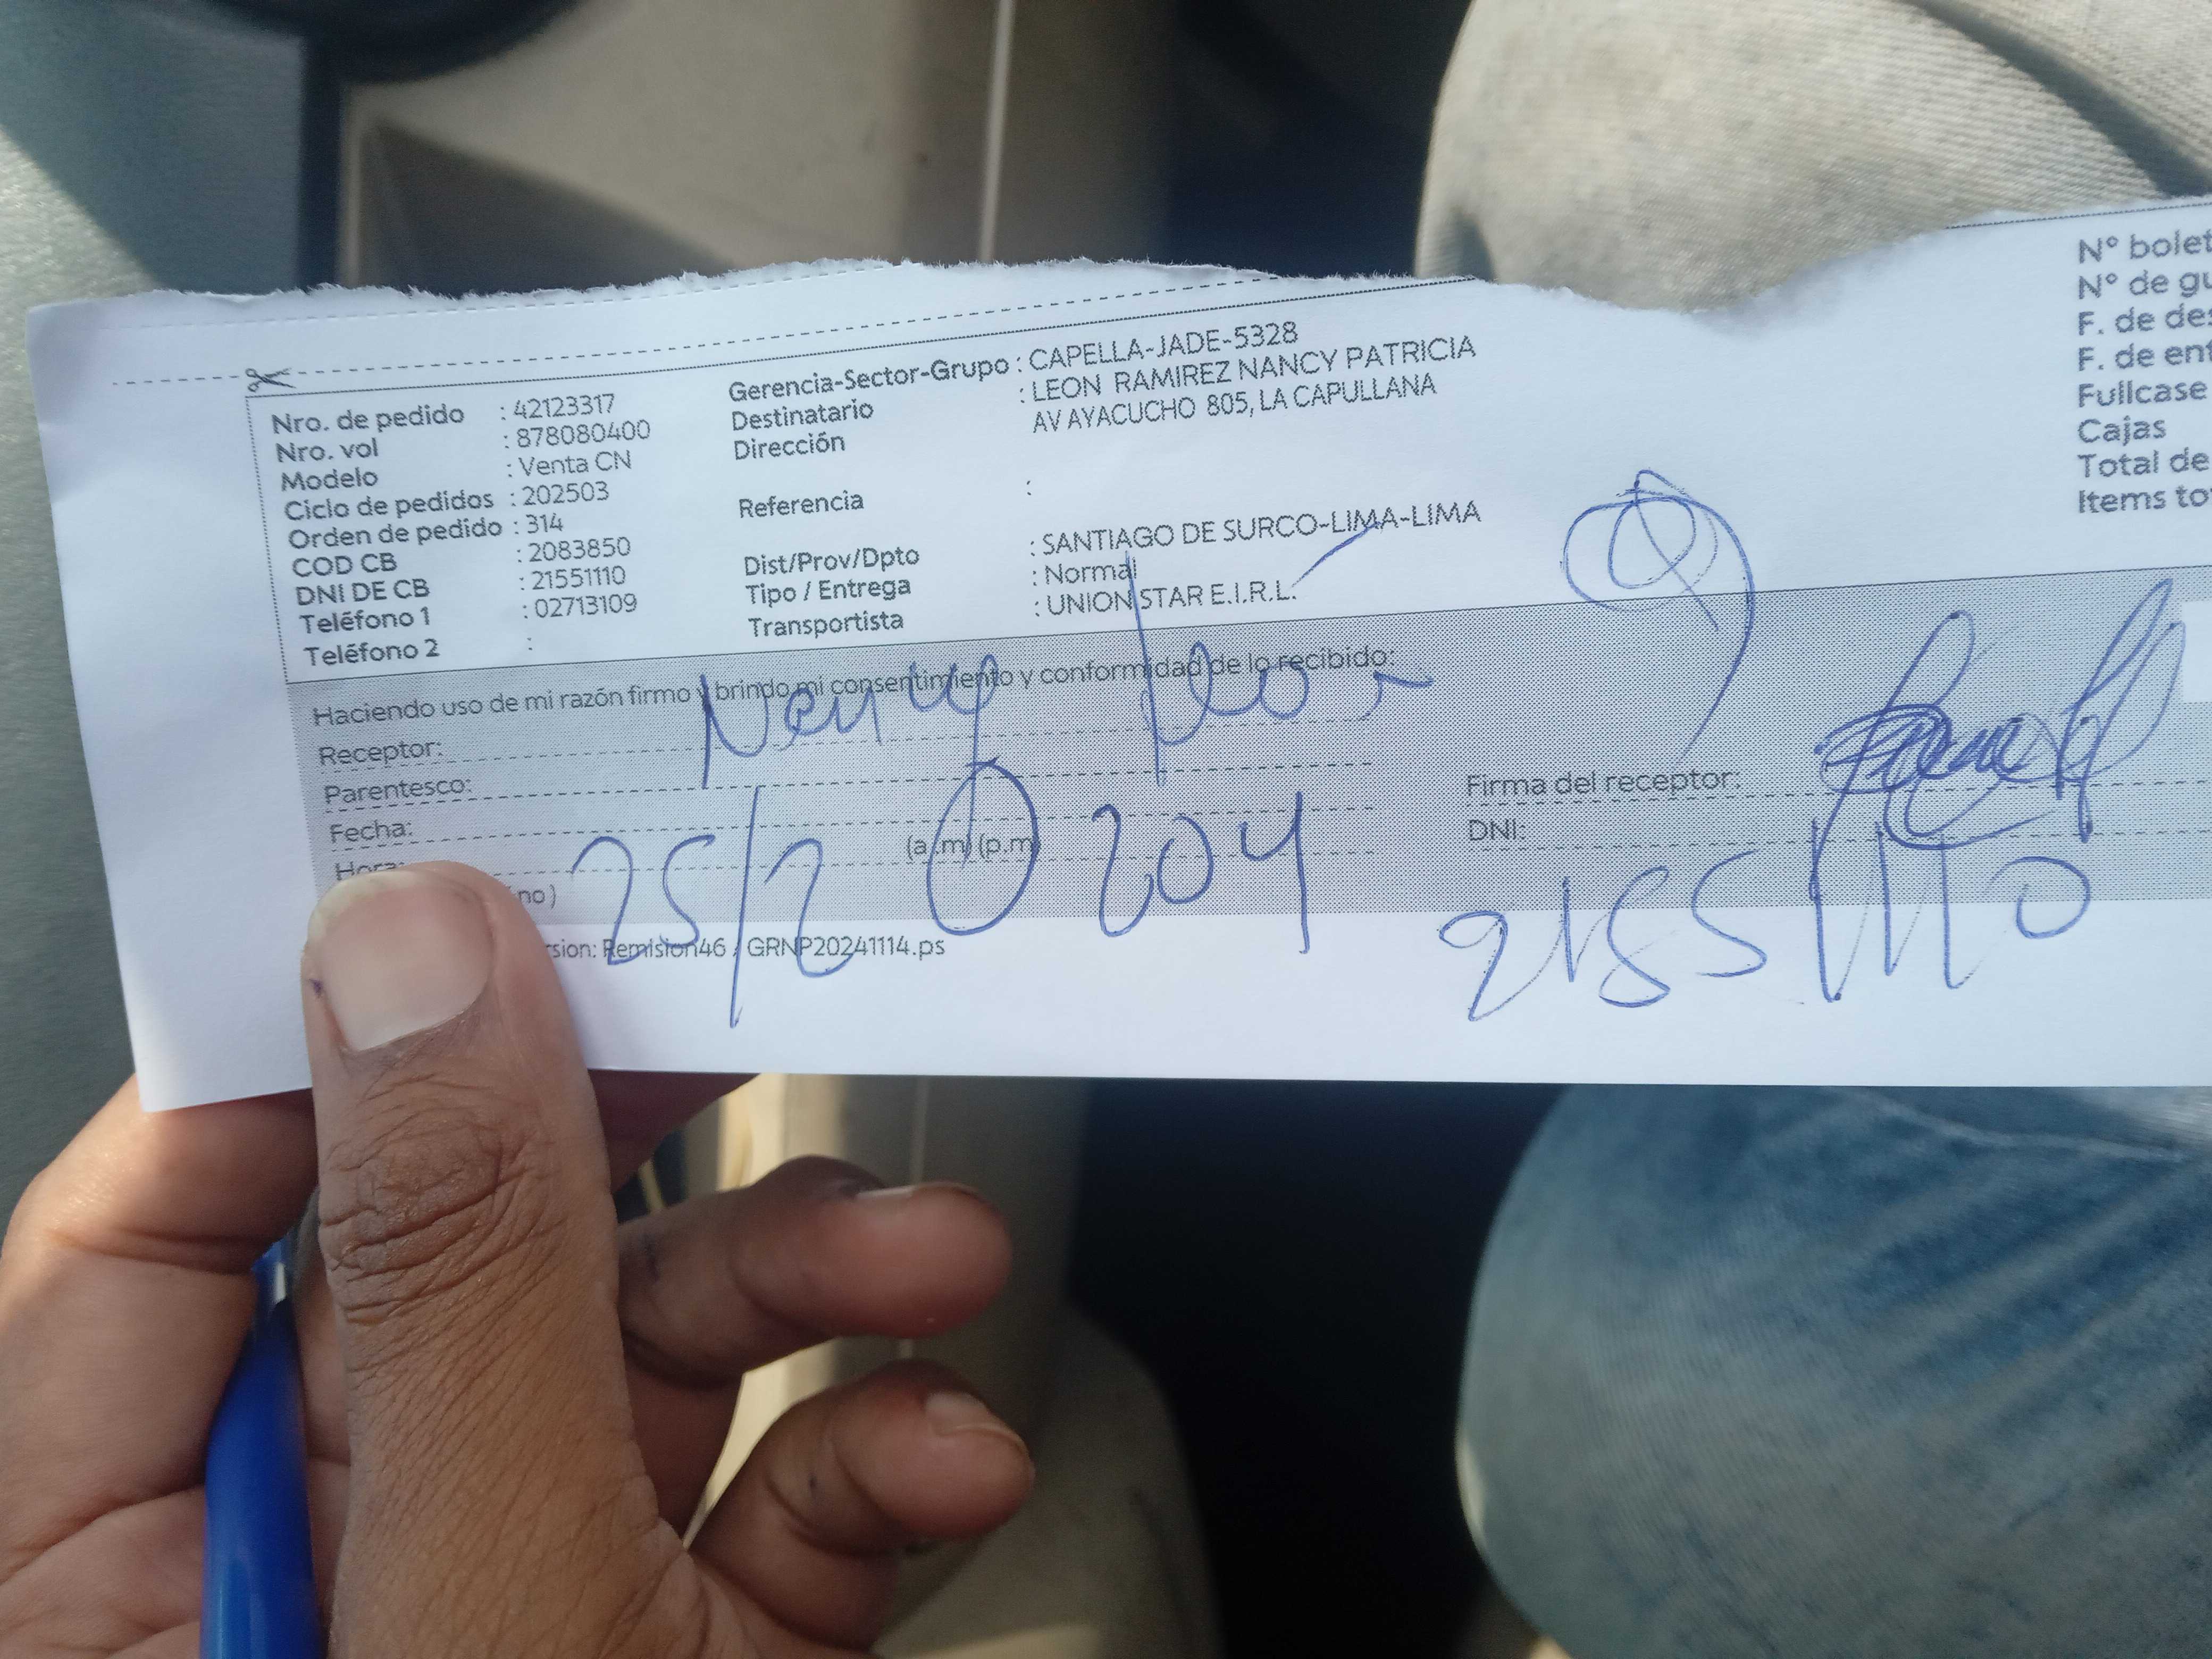 Nro. de pedido : 42123317
Nro. vol : 878080400
Modelo : Venta CN
Ciclo de pedidos : 202503
Orden de pedido : 314
COD CB : 2083850
DNI DE CB : 21551110
Teléfono 1 : 02713109
Teléfono 2 :
Gerencia-Sector-Grupo : CAPELLA-JADE-5328
Destinatario : LEON RAMIREZ NANCY PATRICIA
Dirección AV AYACUCHO 805, LA CAPULLANA
Referencia :
Dist/Prov/Dpto : SANTIAGO DE SURCO-LIMA-LIMA
Tipo / Entrega : Normal
Transportista : UNION STAR E.I.R.L.
N° bolet
N° de gu
F. de des
F. de ent
Fullcase
Cajas
Total de
Items to
Haciendo uso de mi razón firmo y brindo mi consentimiento y conformidad de lo recibido:
Receptor: Nancy Leon
Parentesco:
Fecha:
Hora: (a.m) (p.m)
no)
25/2
Firma del receptor:
DNI:
rsion: Remision46 / GRNP20241114.ps